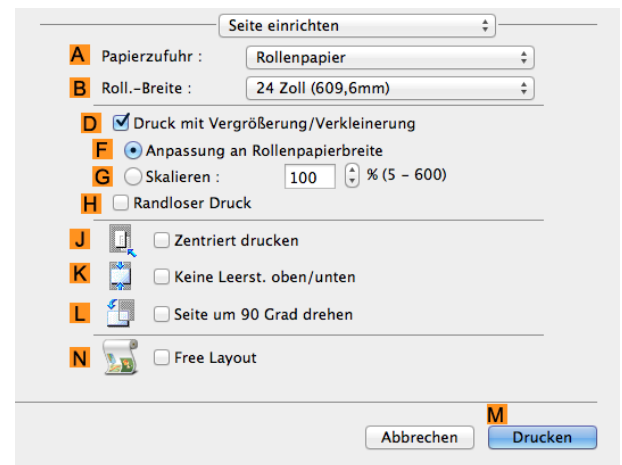 Seite einrichten
A Papierzufuhr : Rollenpapier
B Roll.-Breite : 24 Zoll (609,6mm)
D Druck mit Vergrößerung/Verkleinerung
F Anpassung an Rollenpapierbreite
G Skalieren : 100 % (5 - 600)
H Randloser Druck
J Zentriert drucken
K Keine Leerst. oben/unten
L Seite um 90 Grad drehen
N Free Layout
M
Abbrechen Drucken